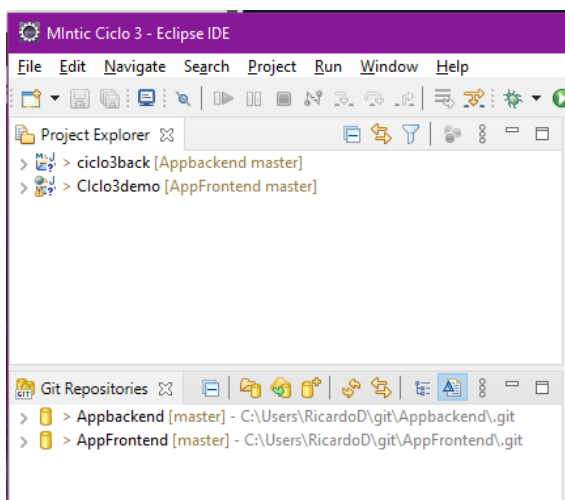 MIntic Ciclo 3 - Eclipse IDE
File Edit Navigate Search Project Run Window Help
Project Explorer
> ciclo3back [Appbackend master]
> CIclo3demo [AppFrontend master]
GIT Git Repositories
> Appbackend [master] - C:\Users\RicardoD\git\Appbackend\.git
> AppFrontend [master] - C:\Users\RicardoD\git\AppFrontend\.git